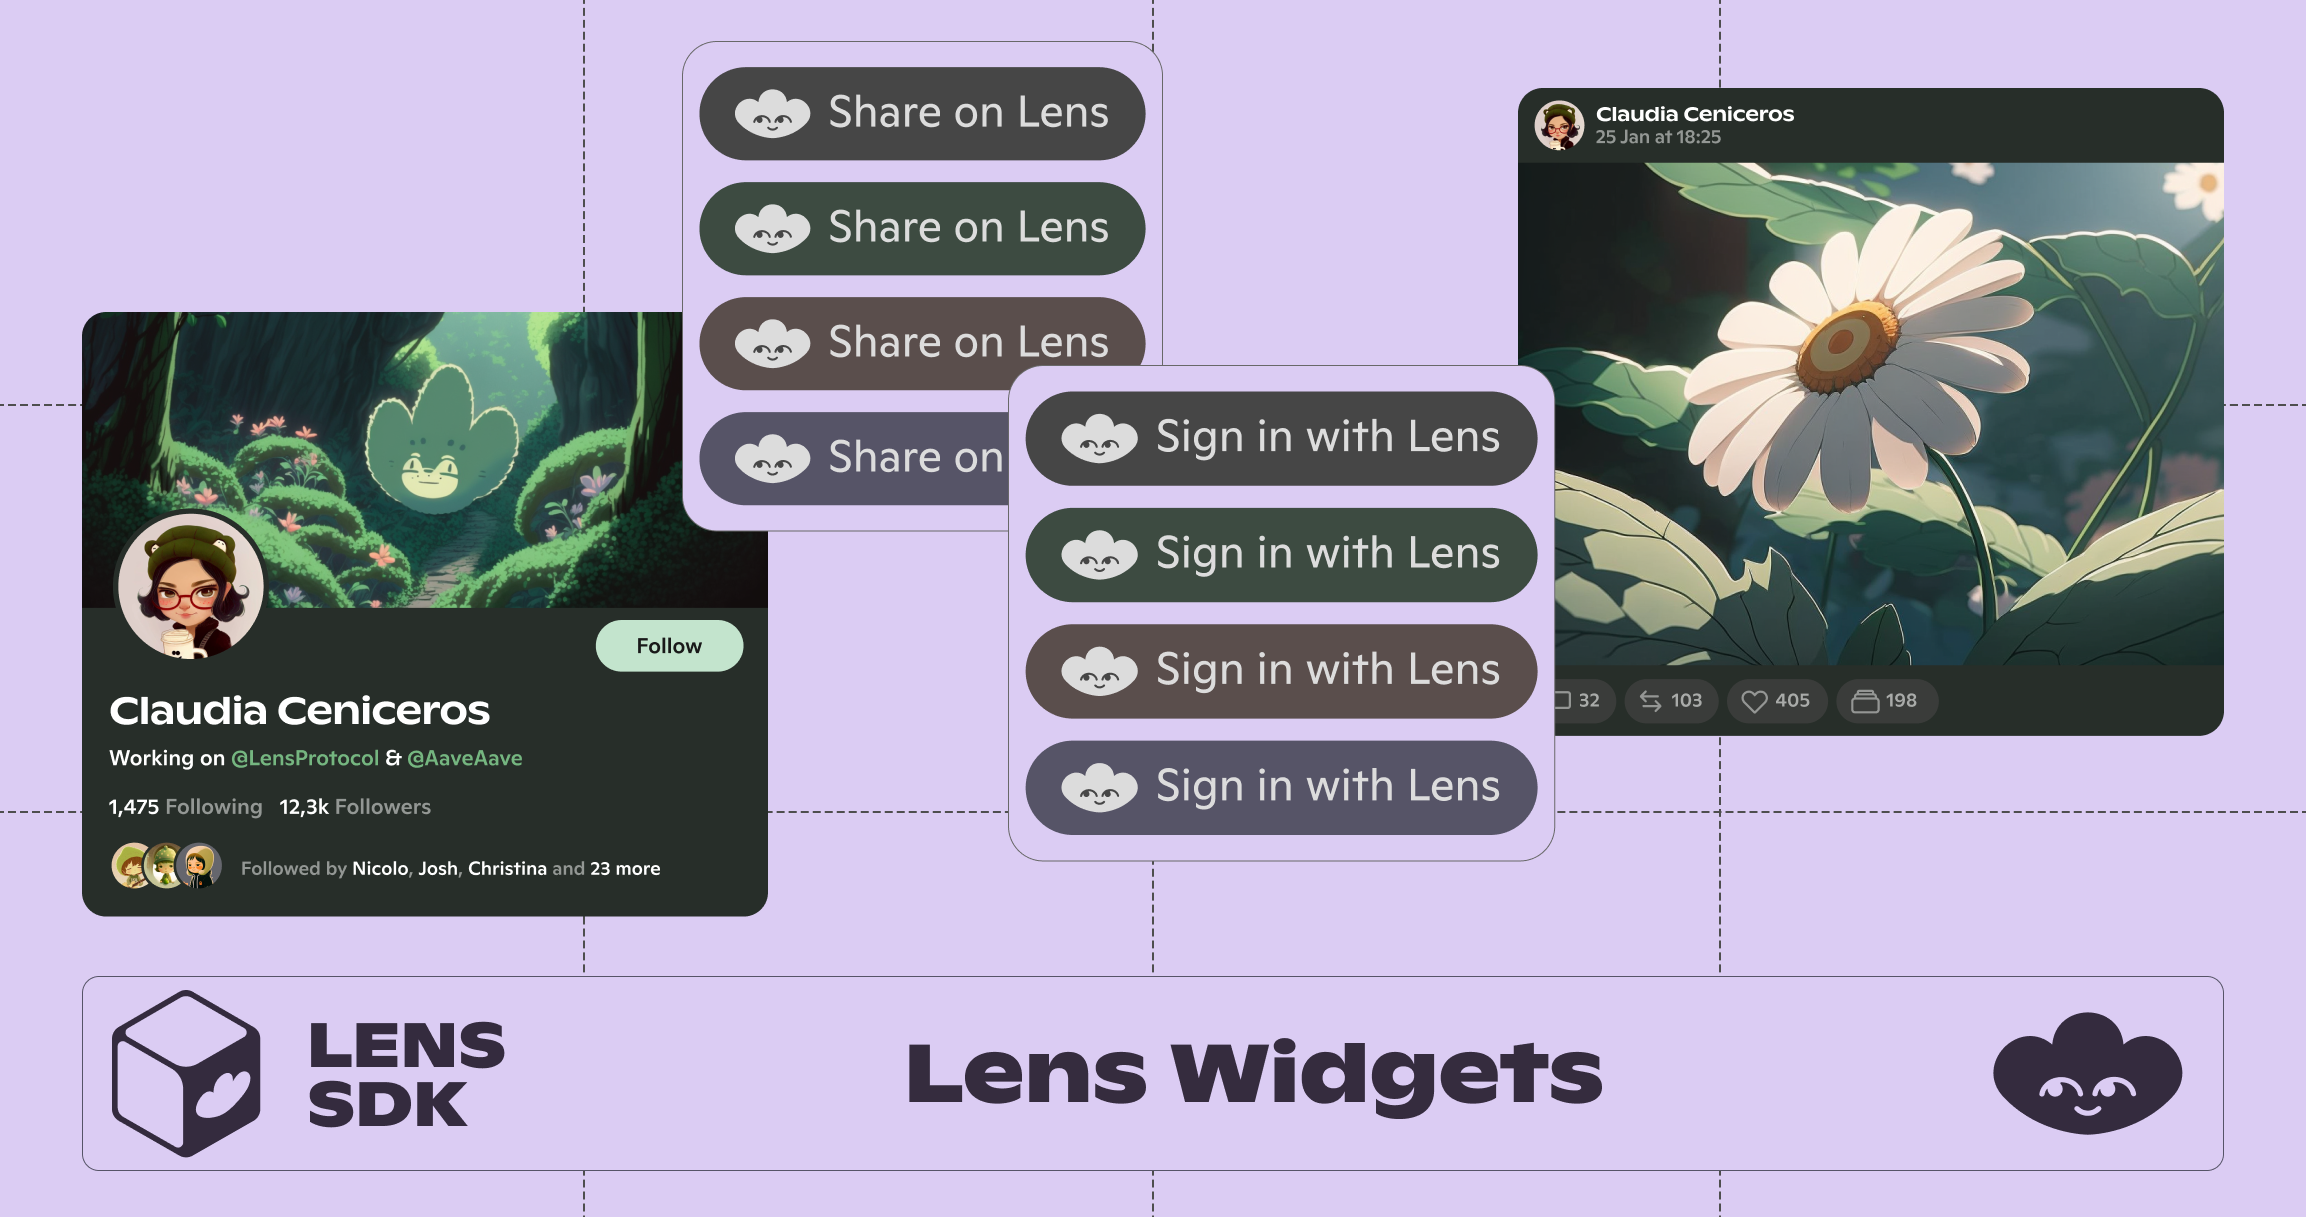 Share on Lens
Share on Lens
Share on Lens
Share on
Claudia Ceniceros
25 Jan at 18:25
32 103 405 198
Sign in with Lens
Sign in with Lens
Sign in with Lens
Sign in with Lens
Follow
Claudia Ceniceros
Working on @LensProtocol & @AaveAave
1,475 Following 12,3k Followers
Followed by Nicolo, Josh, Christina and 23 more
LENS
SDK
Lens Widgets